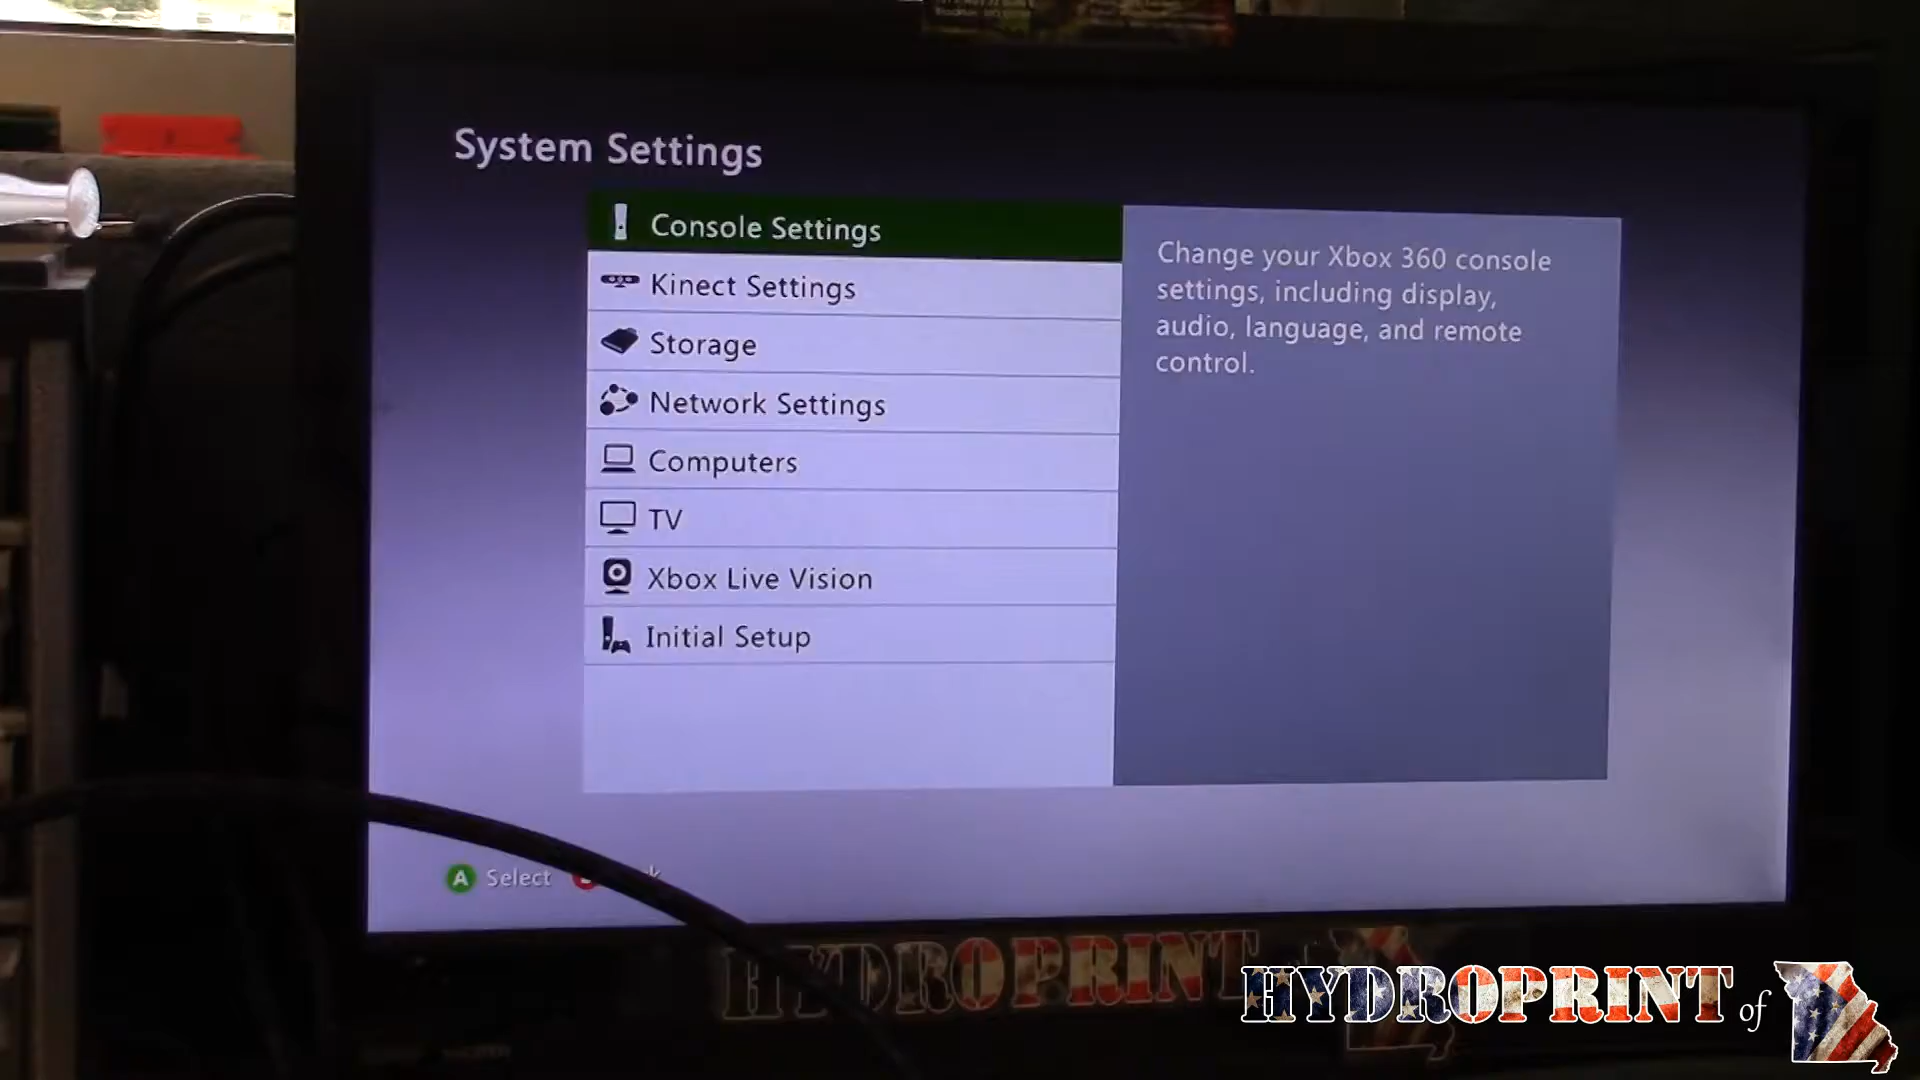 System Settings
Console Settings
Kinect Settings
Storage
Network Settings
Computers
TV
Xbox Live Vision
Initial Setup
Change your Xbox 360 console
settings, including display,
audio, language, and remote
control.
A Select
HYDROPRINT
HYDROPRINT of